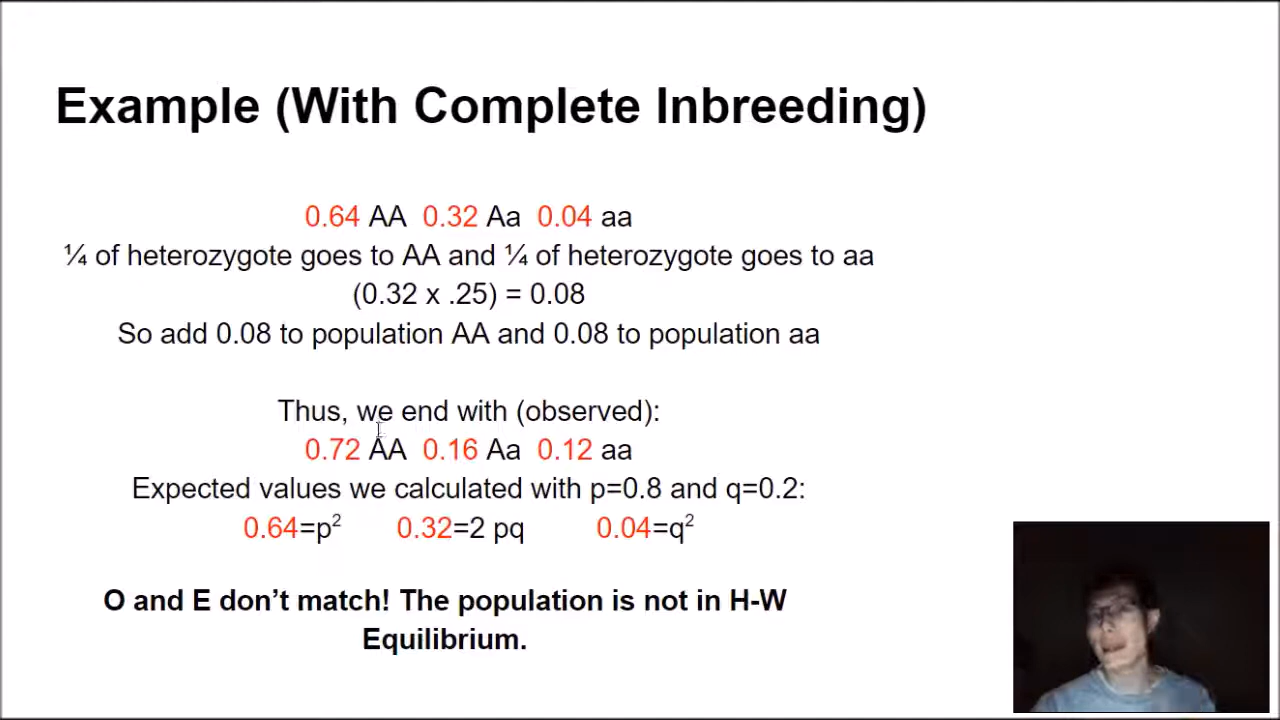 Example (With Complete Inbreeding)
0.64 AA 0.32 Aa 0.04 aa
¼ of heterozygote goes to AA and ¼ of heterozygote goes to aa
(0.32 x .25) = 0.08
So add 0.08 to population AA and 0.08 to population aa
Thus, we end with (observed):
0.72 AA 0.16 Aa 0.12 aa
Expected values we calculated with p=0.8 and q=0.2:
0.64=p² 0.32=2 pq 0.04=q²
O and E don’t match! The population is not in H-W
Equilibrium.